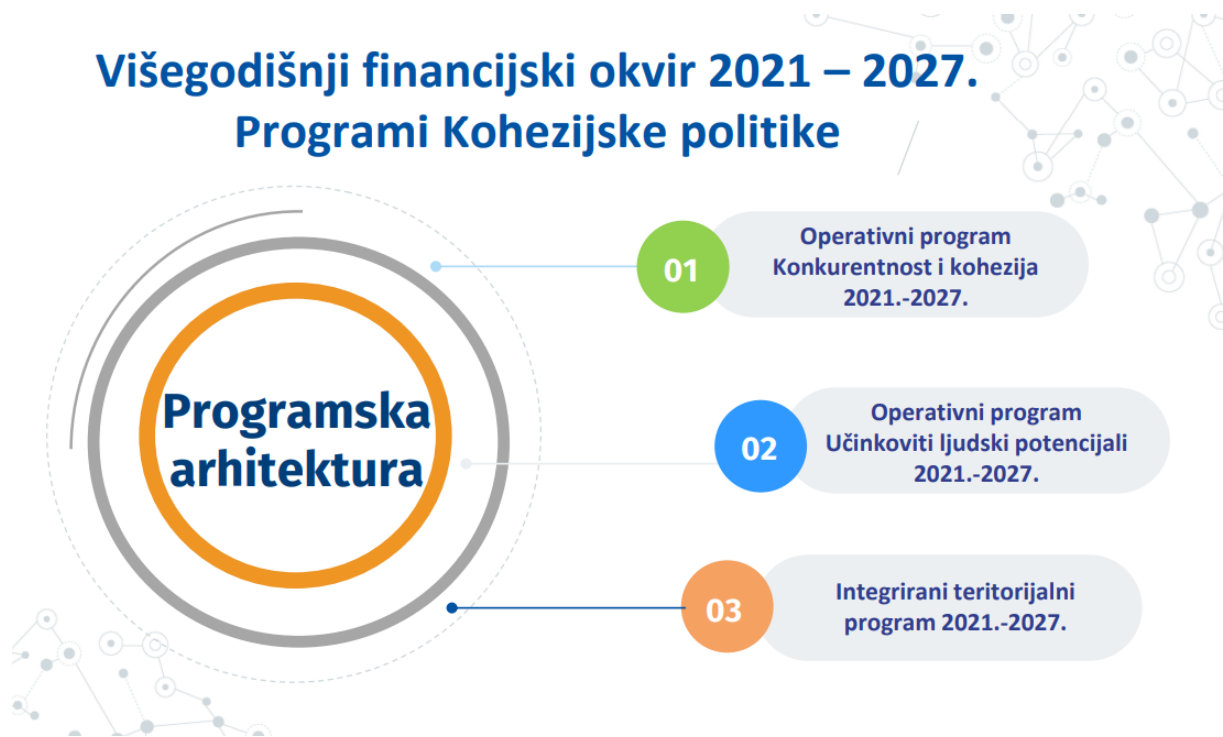 Višegodišnji financijski okvir 2021 – 2027.
Programi Kohezijske politike
Programska
arhitektura
01
Operativni program
Konkurentnost i kohezija
2021.-2027.
02
Operativni program
Učinkoviti ljudski potencijali
2021.-2027.
03
Integrirani teritorijalni
program 2021.-2027.